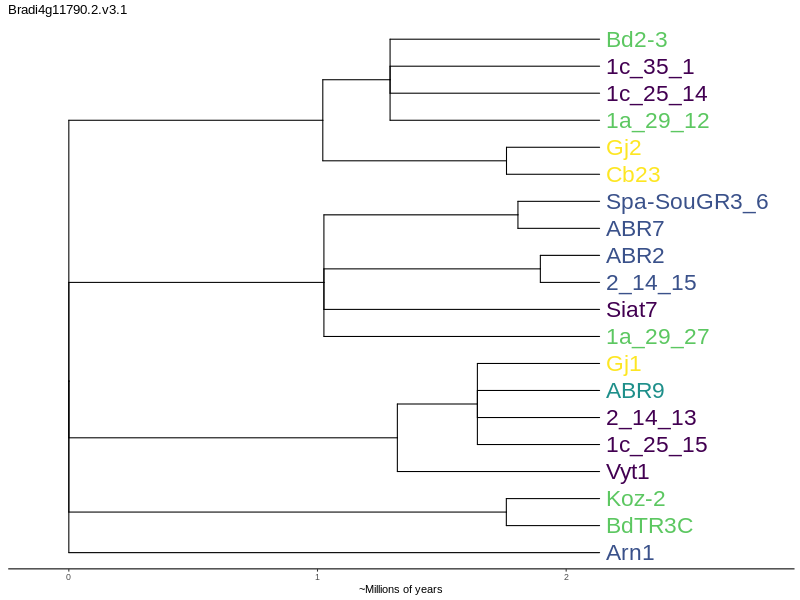 Bradi4g11790.2.v3.1
Bd2-3
1c_35_1
1c_25_14
1a_29_12
Gj2
Cb23
Spa-SouGR3_6
ABR7
ABR2
2_14_15
Siat7
1a_29_27
Gj1
ABR9
2_14_13
1c_25_15
Vyt1
Koz-2
BdTR3C
Arn1
0 1 2
~Millions of years